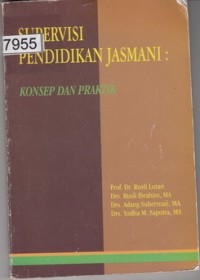 7955
SUPERVISI
PENDIDIKAN JASMANI :
KONSEP DAN PRAKTIK
Prof. Dr. Rusli Lutan
Drs. Rusli Ibrahim, MA
Drs. Adang Suherman, MA
Drs. Yudha M. Saputra, MS